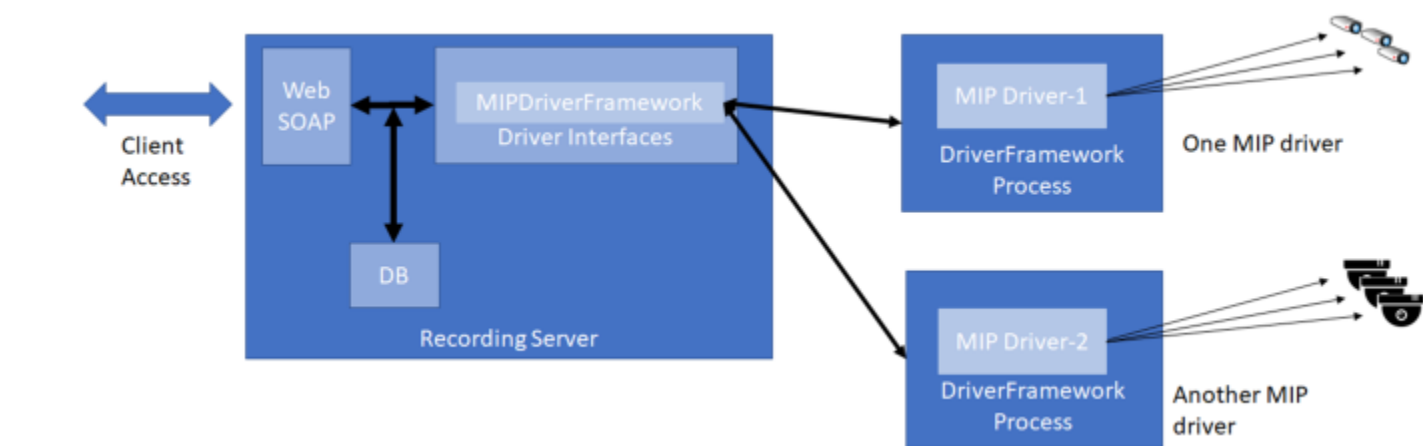 Client
Access
Web
SOAP
MIPDriverFramework
Driver Interfaces
DB
Recording Server
MIP Driver-1
DriverFramework
Process
One MIP driver
MIP Driver-2
DriverFramework
Process
Another MIP
driver